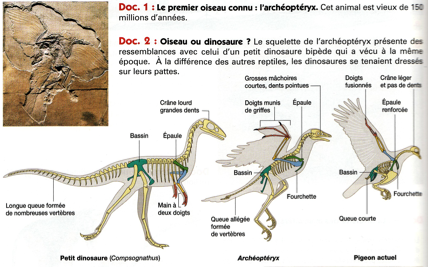 Doc. 1 : Le premier oiseau connu : l'archéoptéryx. Cet animal est vieux de 150
millions d'années.
Doc. 2 : Oiseau ou dinosaure ? Le squelette de l'archéoptéryx présente des
ressemblances avec celui d'un petit dinosaure bipède qui a vécu à la même
époque. À la différence des autres reptiles, les dinosaures se tenaient dressés
sur leurs pattes.
Crâne lourd
grandes dents
Bassin
Épaule
Longue queue formée
de nombreuses vertèbres
Main à
deux doigts
Petit dinosaure (Compsognathus)
Grosses mâchoires
courtes, dents pointues
Doigts munis
de griffes
Épaule
Bassin
Fourchette
Queue allégée
formée
de vertèbres
Archéoptéryx
Doigts
fusionnés
Crâne léger
et pas de dents
Épaule
renforcée
Bassin
Fourchette
Queue courte
Pigeon actuel